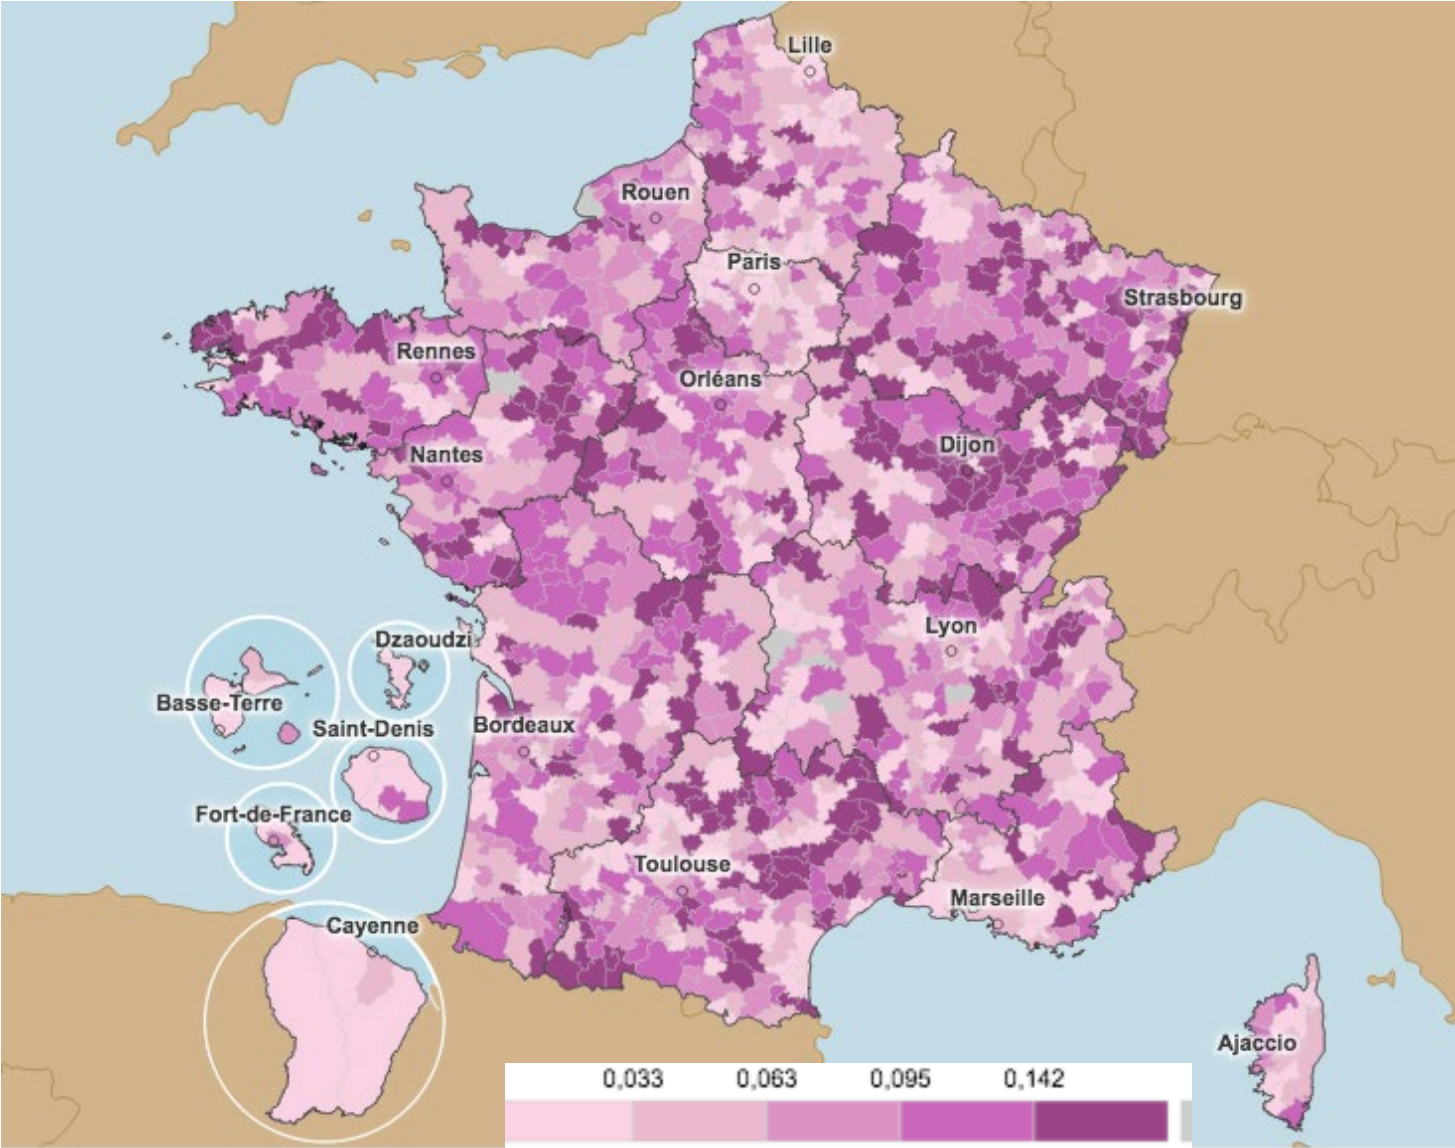 Lille
Rouen
Paris
Strasbourg
Rennes
Orléans
Dijon
Nantes
Lyon
Dzaoudzi
Basse-Terre
Saint-Denis
Bordeaux
Fort-de-France
Toulouse
Marseille
Cayenne
Ajaccio
0,033 0,063 0,095 0,142